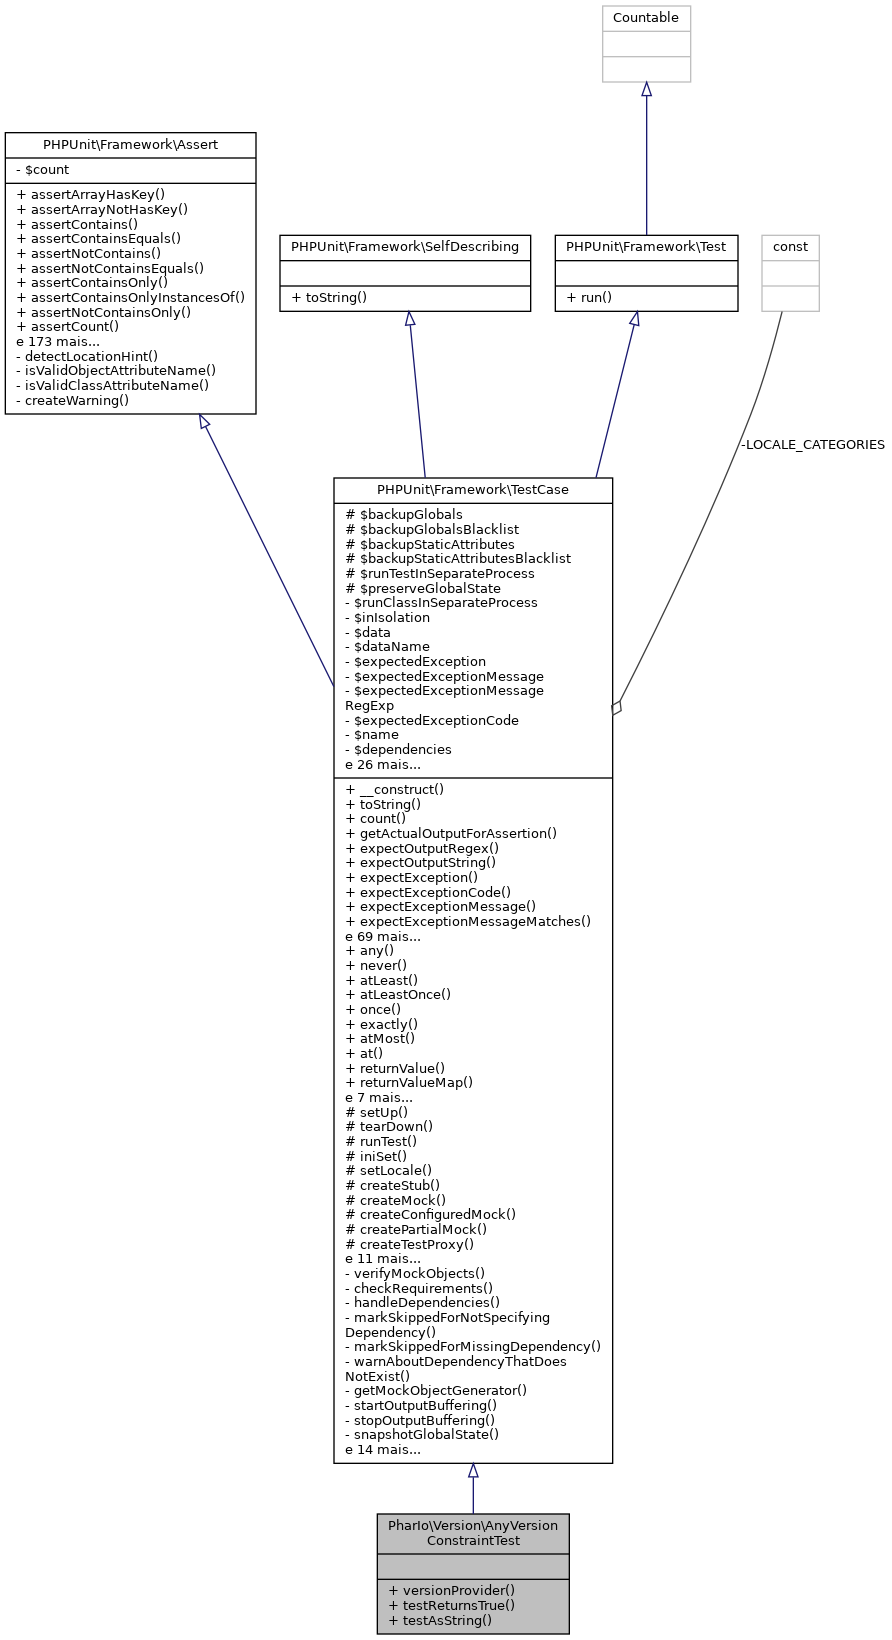 Countable
PHPUnit\Framework\Assert
- $count
+ assertArrayHasKey()
+ assertArrayNotHasKey()
+ assertContains()
+ assertContainsEquals()
+ assertNotContains()
+ assertNotContainsEquals()
+ assertContainsOnly()
+ assertContainsOnlyInstancesOf()
+ assertNotContainsOnly()
+ assertCount()
e 173 mais...
- detectLocationHint()
- isValidObjectAttributeName()
- isValidClassAttributeName()
- createWarning()
PHPUnit\Framework\SelfDescribing
+ toString()
PHPUnit\Framework\Test
+ run()
const
-LOCALE_CATEGORIES
PHPUnit\Framework\TestCase
# $backupGlobals
# $backupGlobalsBlacklist
# $backupStaticAttributes
# $backupStaticAttributesBlacklist
# $runTestInSeparateProcess
# $preserveGlobalState
- $runClassInSeparateProcess
- $inIsolation
- $data
- $dataName
- $expectedException
- $expectedExceptionMessage
- $expectedExceptionMessage
RegExp
- $expectedExceptionCode
- $name
- $dependencies
e 26 mais...
+ __construct()
+ toString()
+ count()
+ getActualOutputForAssertion()
+ expectOutputRegex()
+ expectOutputString()
+ expectException()
+ expectExceptionCode()
+ expectExceptionMessage()
+ expectExceptionMessageMatches()
e 69 mais...
+ any()
+ never()
+ atLeast()
+ atLeastOnce()
+ once()
+ exactly()
+ atMost()
+ at()
+ returnValue()
+ returnValueMap()
e 7 mais...
# setUp()
# tearDown()
# runTest()
# iniSet()
# setLocale()
# createStub()
# createMock()
# createConfiguredMock()
# createPartialMock()
# createTestProxy()
e 11 mais...
- verifyMockObjects()
- checkRequirements()
- handleDependencies()
- markSkippedForNotSpecifying
Dependency()
- markSkippedForMissingDependency()
- warnAboutDependencyThatDoes
NotExist()
- getMockObjectGenerator()
- startOutputBuffering()
- stopOutputBuffering()
- snapshotGlobalState()
e 14 mais...
PharIo\Version\AnyVersion
ConstraintTest
+ versionProvider()
+ testReturnsTrue()
+ testAsString()